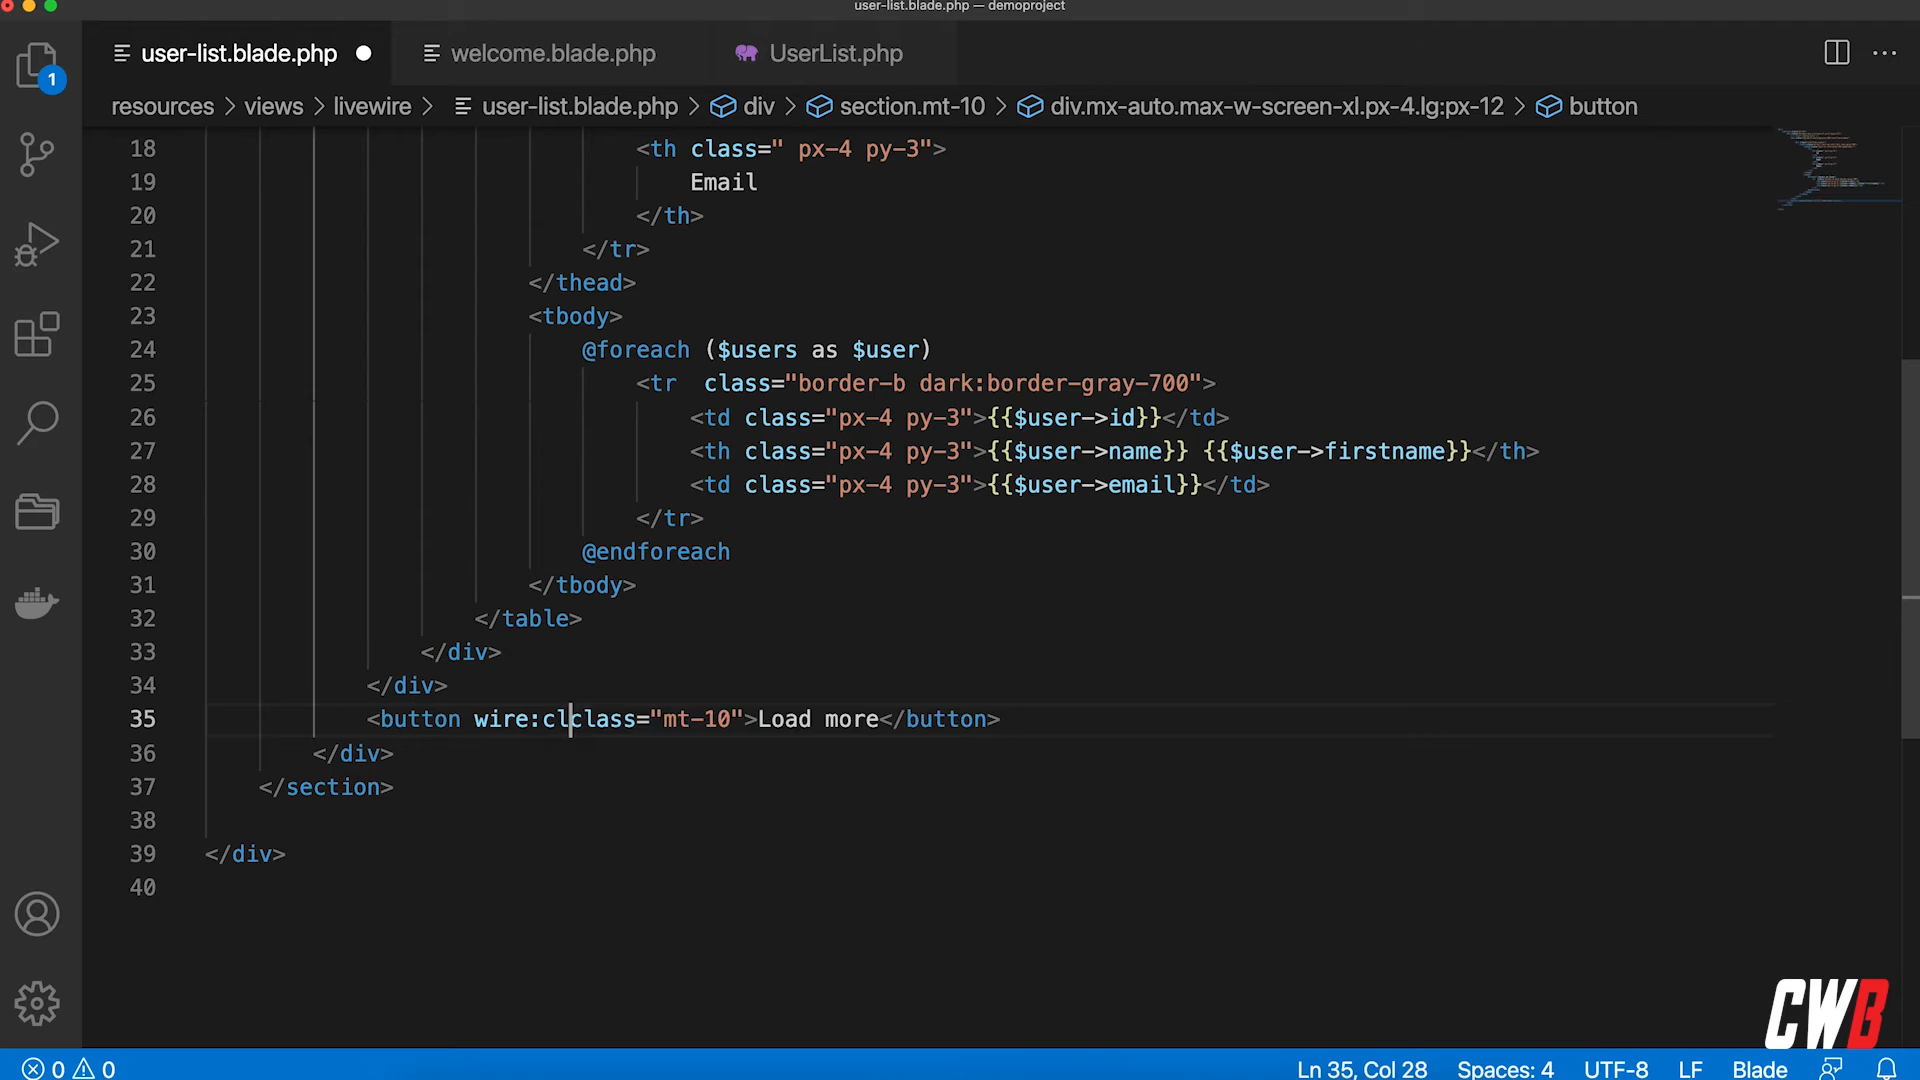 user-list.blade.php — demoproject
user-list.blade.php
welcome.blade.php
UserList.php
1
resources > views > livewire > user-list.blade.php > div > section.mt-10 > div.mx-auto.max-w-screen-xl.px-4.lg:px-12 > button
18 <th class=" px-4 py-3">
19 Email
20 </th>
21 </tr>
22 </thead>
23 <tbody>
24 @foreach ($users as $user)
25 <tr  class="border-b dark:border-gray-700">
26 <td class="px-4 py-3">{{$user->id}}</td>
27 <th class="px-4 py-3">{{$user->name}} {{$user->firstname}}</th>
28 <td class="px-4 py-3">{{$user->email}}</td>
29 </tr>
30 @endforeach
31 </tbody>
32 </table>
33 </div>
34 </div>
35 <button wire:clclass="mt-10">Load more</button>
36 </div>
37 </section>
38
39 </div>
40
CWB
0 0
Ln 35, Col 28
Spaces: 4
UTF-8
LF
Blade